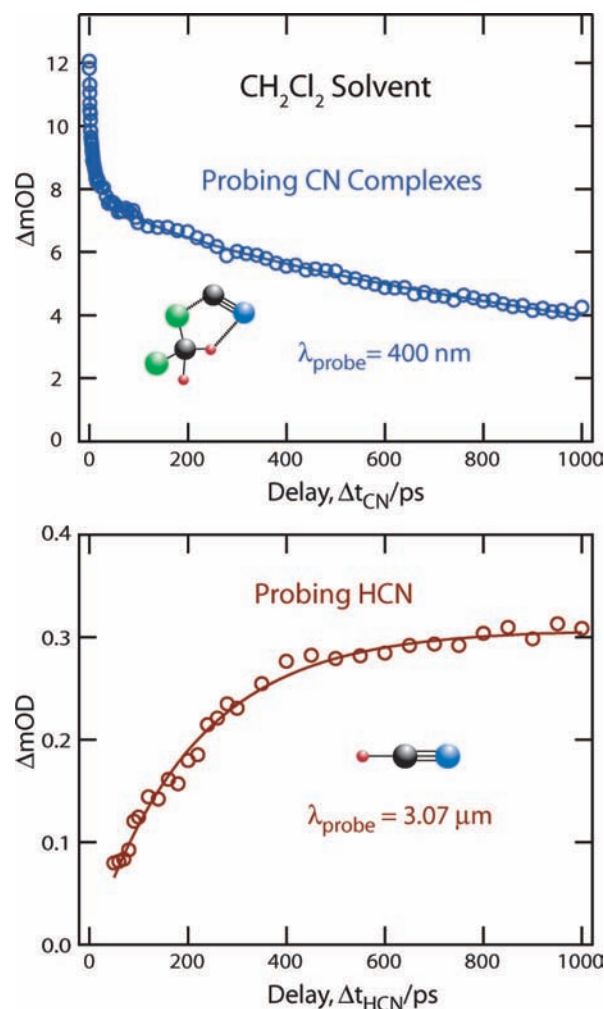 12
10
8
6
4
2
0
ΔmOD
CH₂Cl₂ Solvent
Probing CN Complexes
λprobe= 400 nm
0
200
400
600
800
1000
Delay, ΔtCN/ps
0.4
0.3
0.2
0.1
0.0
ΔmOD
Probing HCN
λprobe = 3.07 μm
0
200
400
600
800
1000
Delay, ΔtHCN/ps